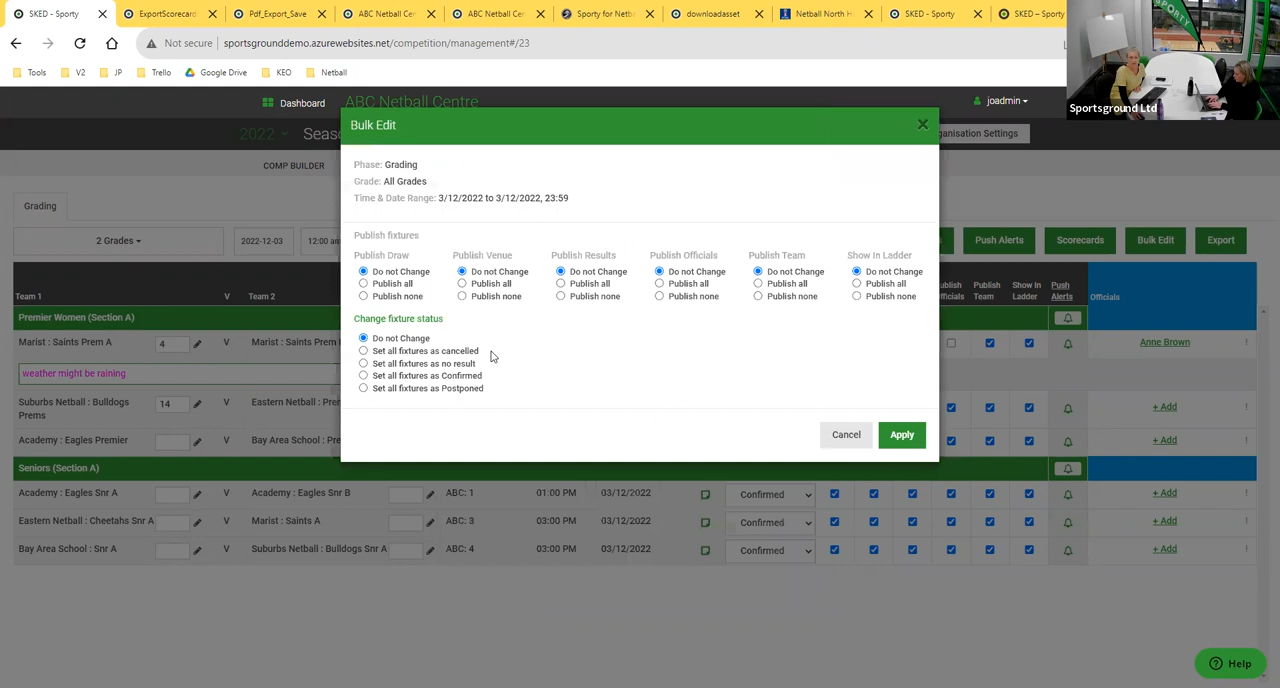 SKED - Sporty
ExportScorecard
Pdf_Export_Save
ABC Netball Cen
ABC Netball Cen
Sporty for Netba
downloadasset
Netball North H
SKED - Sporty
SKED – Sporty
Not secure sportsgrounddemo.azurewebsites.net/competition/management#/23
Tools V2 JP Trello Google Drive KEO Netball
SPORTY
Sportsground Ltd
Dashboard ABC Netball Centre joadmin
2022 Seas
ganisation Settings
COMP BUILDER
Bulk Edit
Phase: Grading
Grade: All Grades
Time & Date Range: 3/12/2022 to 3/12/2022, 23:59
Publish fixtures
Publish Draw Publish Venue Publish Results Publish Officials Publish Team Show In Ladder
Do not Change Do not Change Do not Change Do not Change Do not Change Do not Change
Publish all Publish all Publish all Publish all Publish all Publish all
Publish none Publish none Publish none Publish none Publish none Publish none
Change fixture status
Do not Change
Set all fixtures as cancelled
Set all fixtures as no result
Set all fixtures as Confirmed
Set all fixtures as Postponed
Cancel Apply
Grading
2 Grades 2022-12-03 12:00 am
Push Alerts Scorecards Bulk Edit Export
Team 1 V Team 2
ublish Officials Publish Team Show In Ladder Push Alerts Officials
Premier Women (Section A)
Marist : Saints Prem A 4 V Marist : Saints Prem Anne Brown
weather might be raining
Suburbs Netball : Bulldogs Prems 14 V Eastern Netball : Prem + Add
Academy : Eagles Premier V Bay Area School : Pre + Add
Seniors (Section A)
Academy : Eagles Snr A V Academy : Eagles Snr B ABC: 1 01:00 PM 03/12/2022 Confirmed + Add
Eastern Netball : Cheetahs Snr A V Marist : Saints A ABC: 3 03:00 PM 03/12/2022 Confirmed + Add
Bay Area School : Snr A V Suburbs Netball : Bulldogs Snr A ABC: 4 03:00 PM 03/12/2022 Confirmed + Add
Help